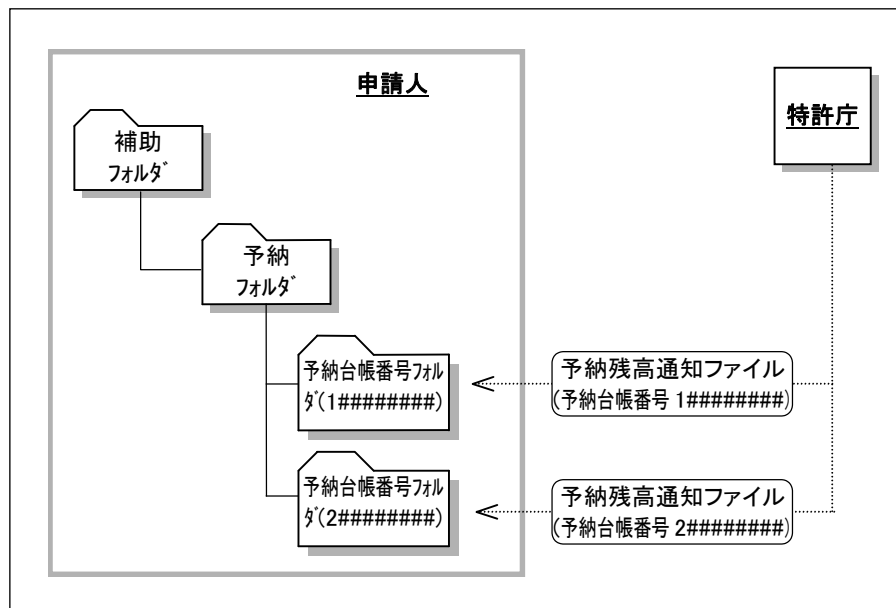 申請人
特許庁
補助
フォルダ
予納
フォルダ
予納台帳番号フォル
ダ(1########)
予納残高通知ファイル
(予納台帳番号 1########)
予納台帳番号フォル
ダ(2########)
予納残高通知ファイル
(予納台帳番号 2########)